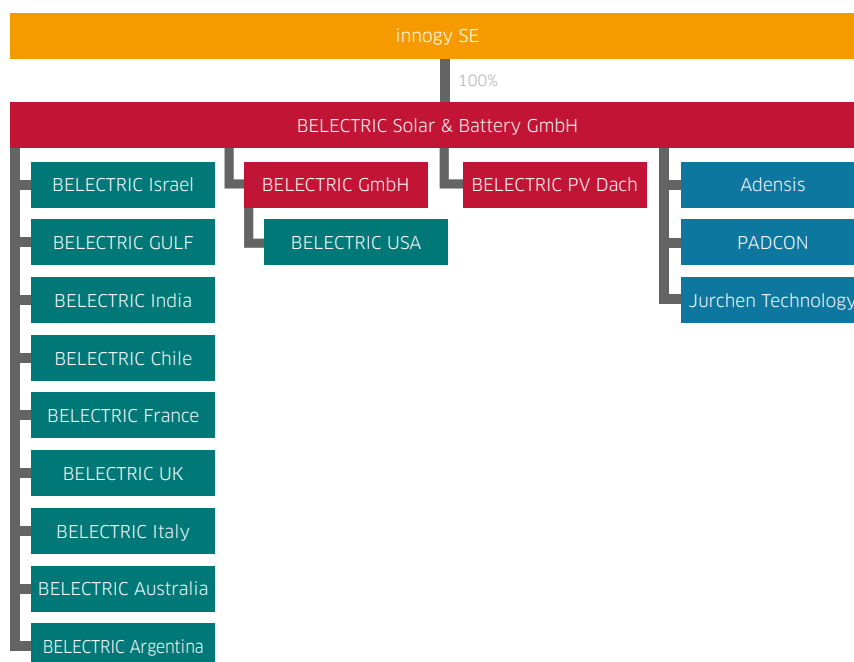 innogy SE
100%
BELECTRIC Solar & Battery GmbH
BELECTRIC Israel
BELECTRIC GULF
BELECTRIC India
BELECTRIC Chile
BELECTRIC France
BELECTRIC UK
BELECTRIC Italy
BELECTRIC Australia
BELECTRIC Argentina
BELECTRIC GmbH
BELECTRIC USA
BELECTRIC PV Dach
Adensis
PADCON
Jurchen Technology